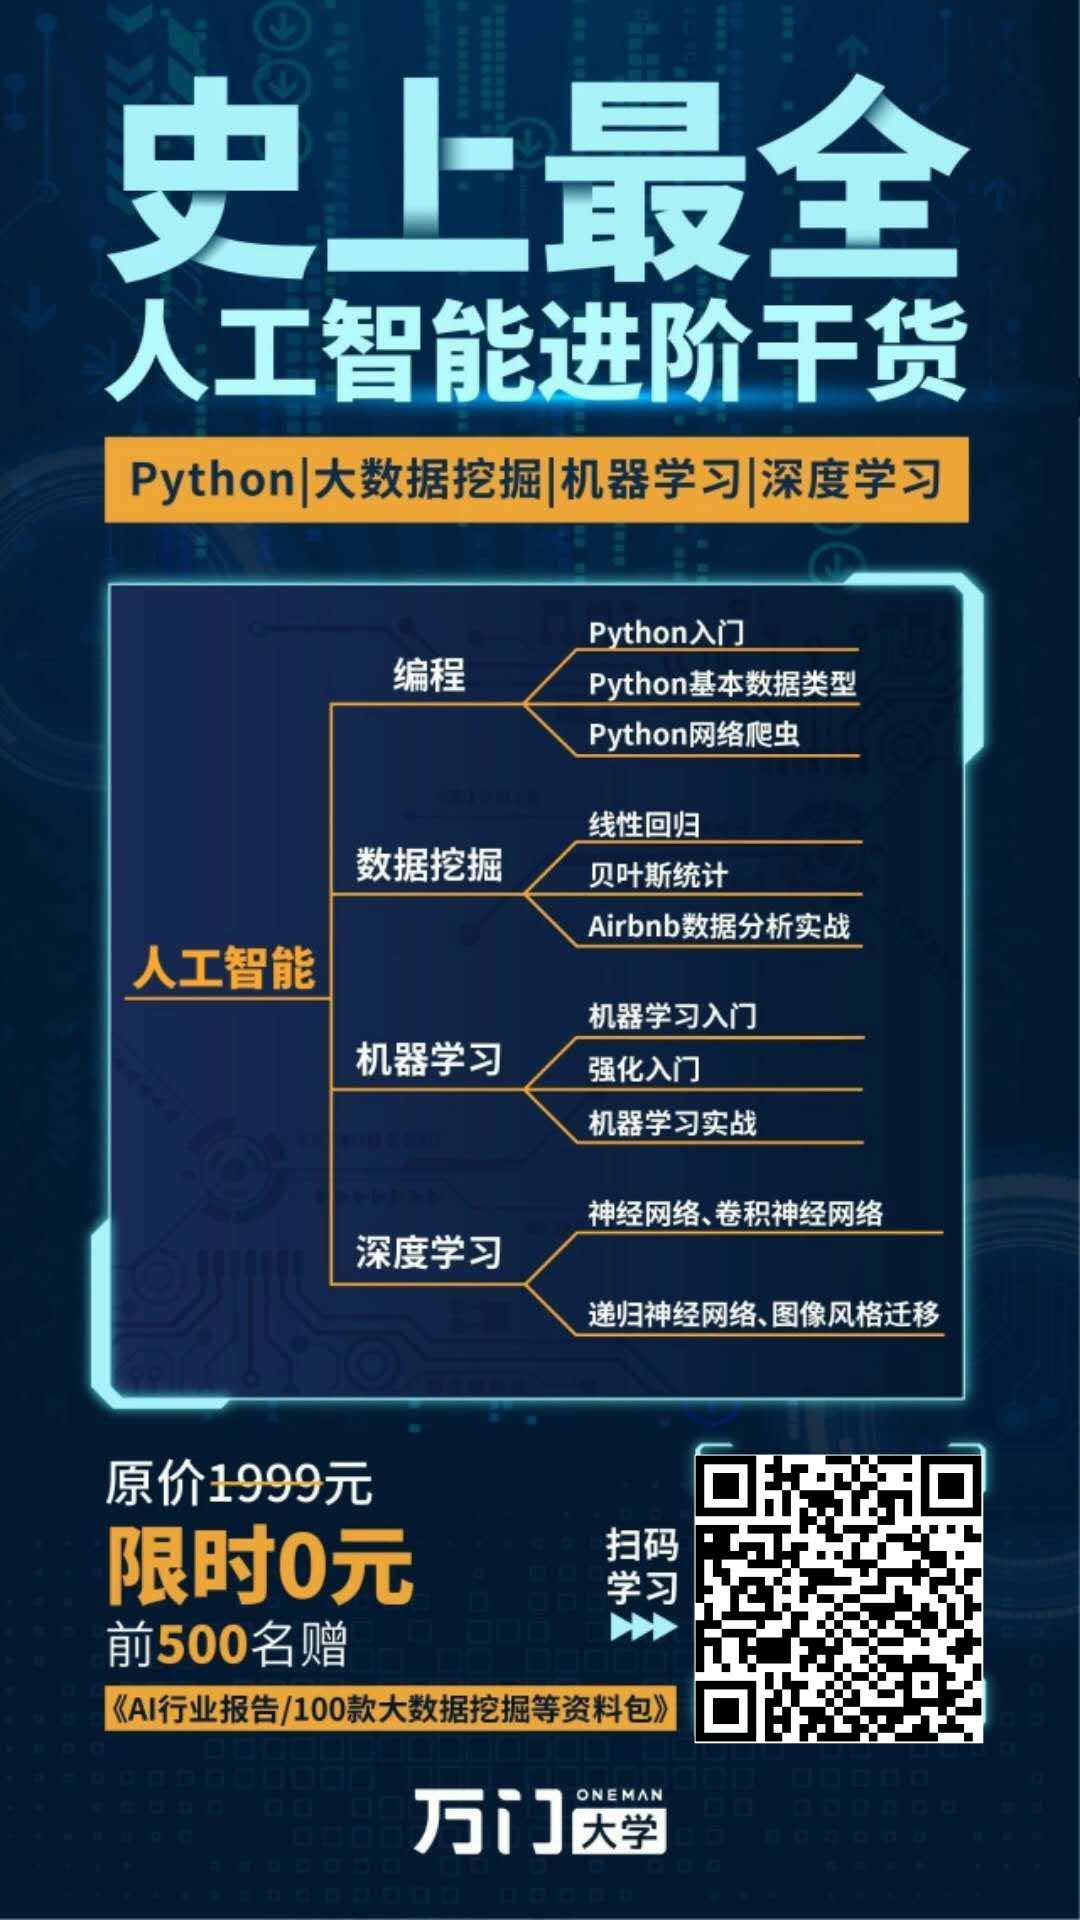 史上最全
人工智能进阶干货
Python|大数据挖掘|机器学习|深度学习
人工智能
编程
Python入门
Python基本数据类型
Python网络爬虫
数据挖掘
线性回归
贝叶斯统计
Airbnb数据分析实战
机器学习
机器学习入门
强化入门
机器学习实战
深度学习
神经网络、卷积神经网络
递归神经网络、图像风格迁移
原价1999元
限时0元
前500名赠
《AI行业报告/100款大数据挖掘等资料包》
扫码
学习
万门
ONEMAN
大学